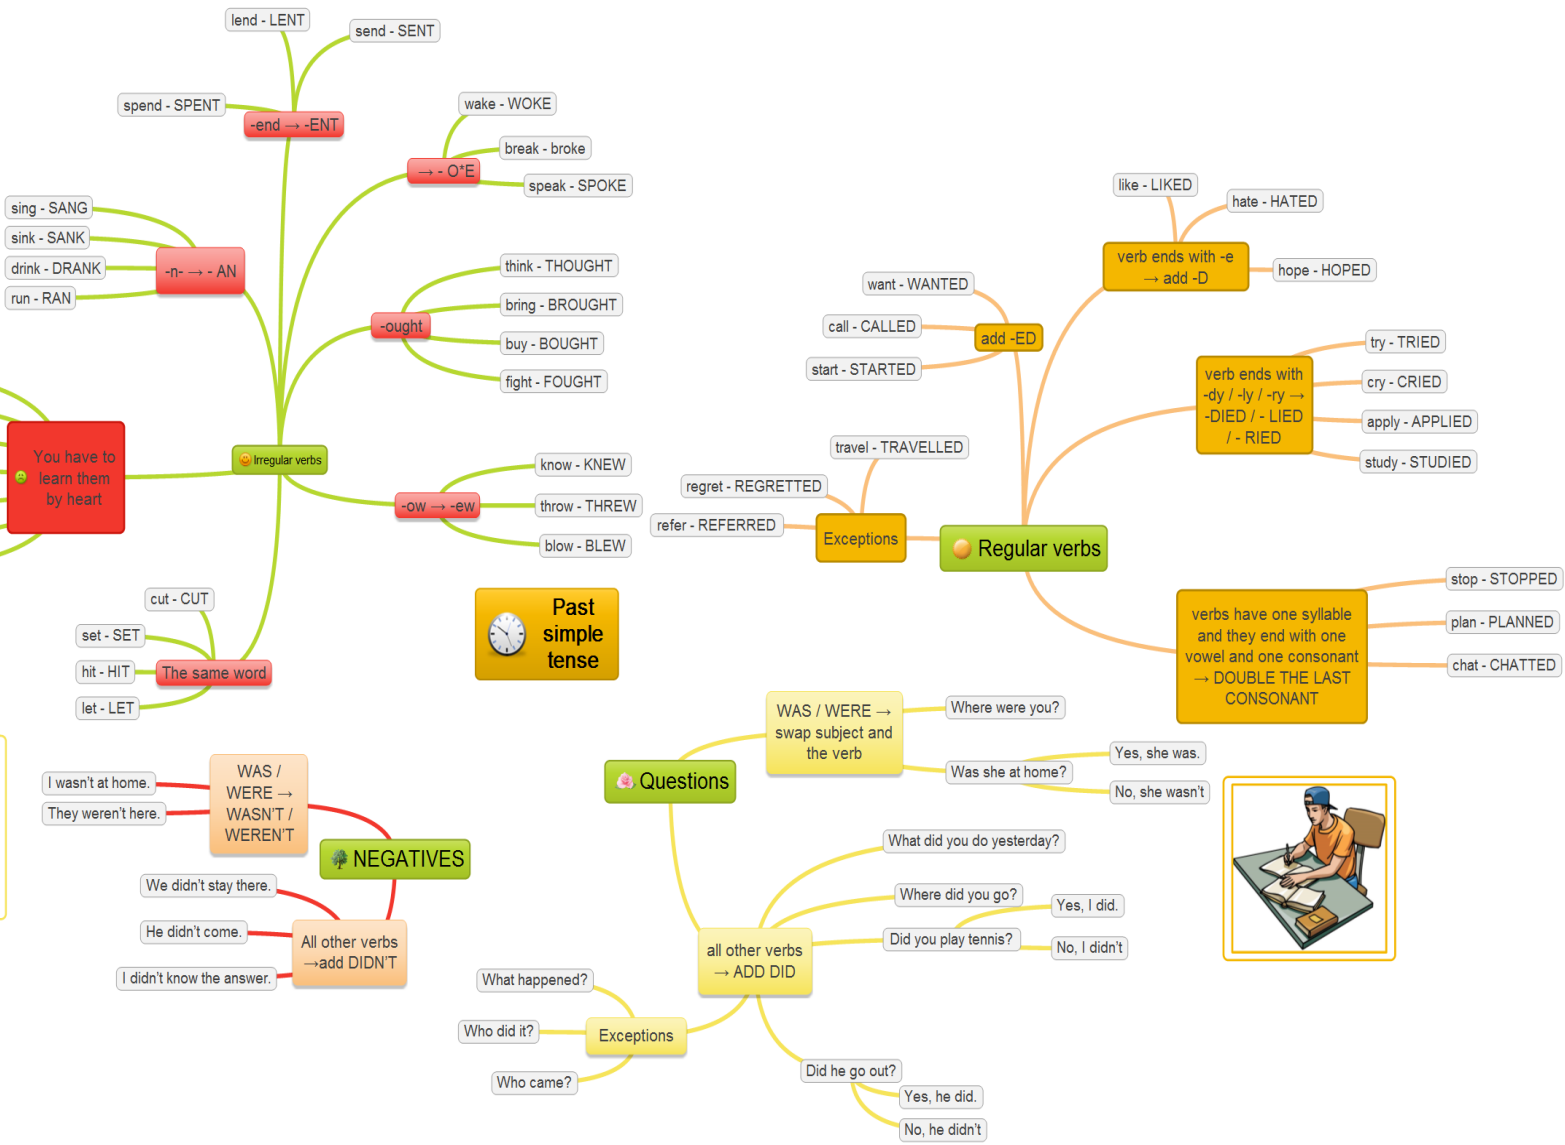 lend - LENT
send - SENT
spend - SPENT
-end → -ENT
wake - WOKE
break - broke
→ - O*E
speak - SPOKE
sing - SANG
sink - SANK
drink - DRANK
run - RAN
-n- → - AN
think - THOUGHT
bring - BROUGHT
-ought
buy - BOUGHT
fight - FOUGHT
You have to
learn them
by heart
Irregular verbs
know - KNEW
-ow → -ew
throw - THREW
blow - BLEW
cut - CUT
set - SET
hit - HIT
The same word
let - LET
Past
simple
tense
like - LIKED
hate - HATED
verb ends with -e
→ add -D
hope - HOPED
want - WANTED
call - CALLED
add -ED
start - STARTED
try - TRIED
verb ends with
-dy / -ly / -ry →
-DIED / - LIED
/ - RIED
cry - CRIED
apply - APPLIED
study - STUDIED
travel - TRAVELLED
regret - REGRETTED
refer - REFERRED
Exceptions
Regular verbs
stop - STOPPED
verbs have one syllable
and they end with one
vowel and one consonant
→ DOUBLE THE LAST
CONSONANT
plan - PLANNED
chat - CHATTED
WAS / WERE →
swap subject and
the verb
Where were you?
Was she at home?
Yes, she was.
No, she wasn't
Questions
What did you do yesterday?
Where did you go?
Did you play tennis?
Yes, I did.
No, I didn't
all other verbs
→ ADD DID
What happened?
Who did it?
Exceptions
Who came?
Did he go out?
Yes, he did.
No, he didn't
I wasn't at home.
They weren't here.
WAS /
WERE →
WASN'T /
WEREN'T
NEGATIVES
We didn't stay there.
He didn't come.
I didn't know the answer.
All other verbs
→add DIDN'T